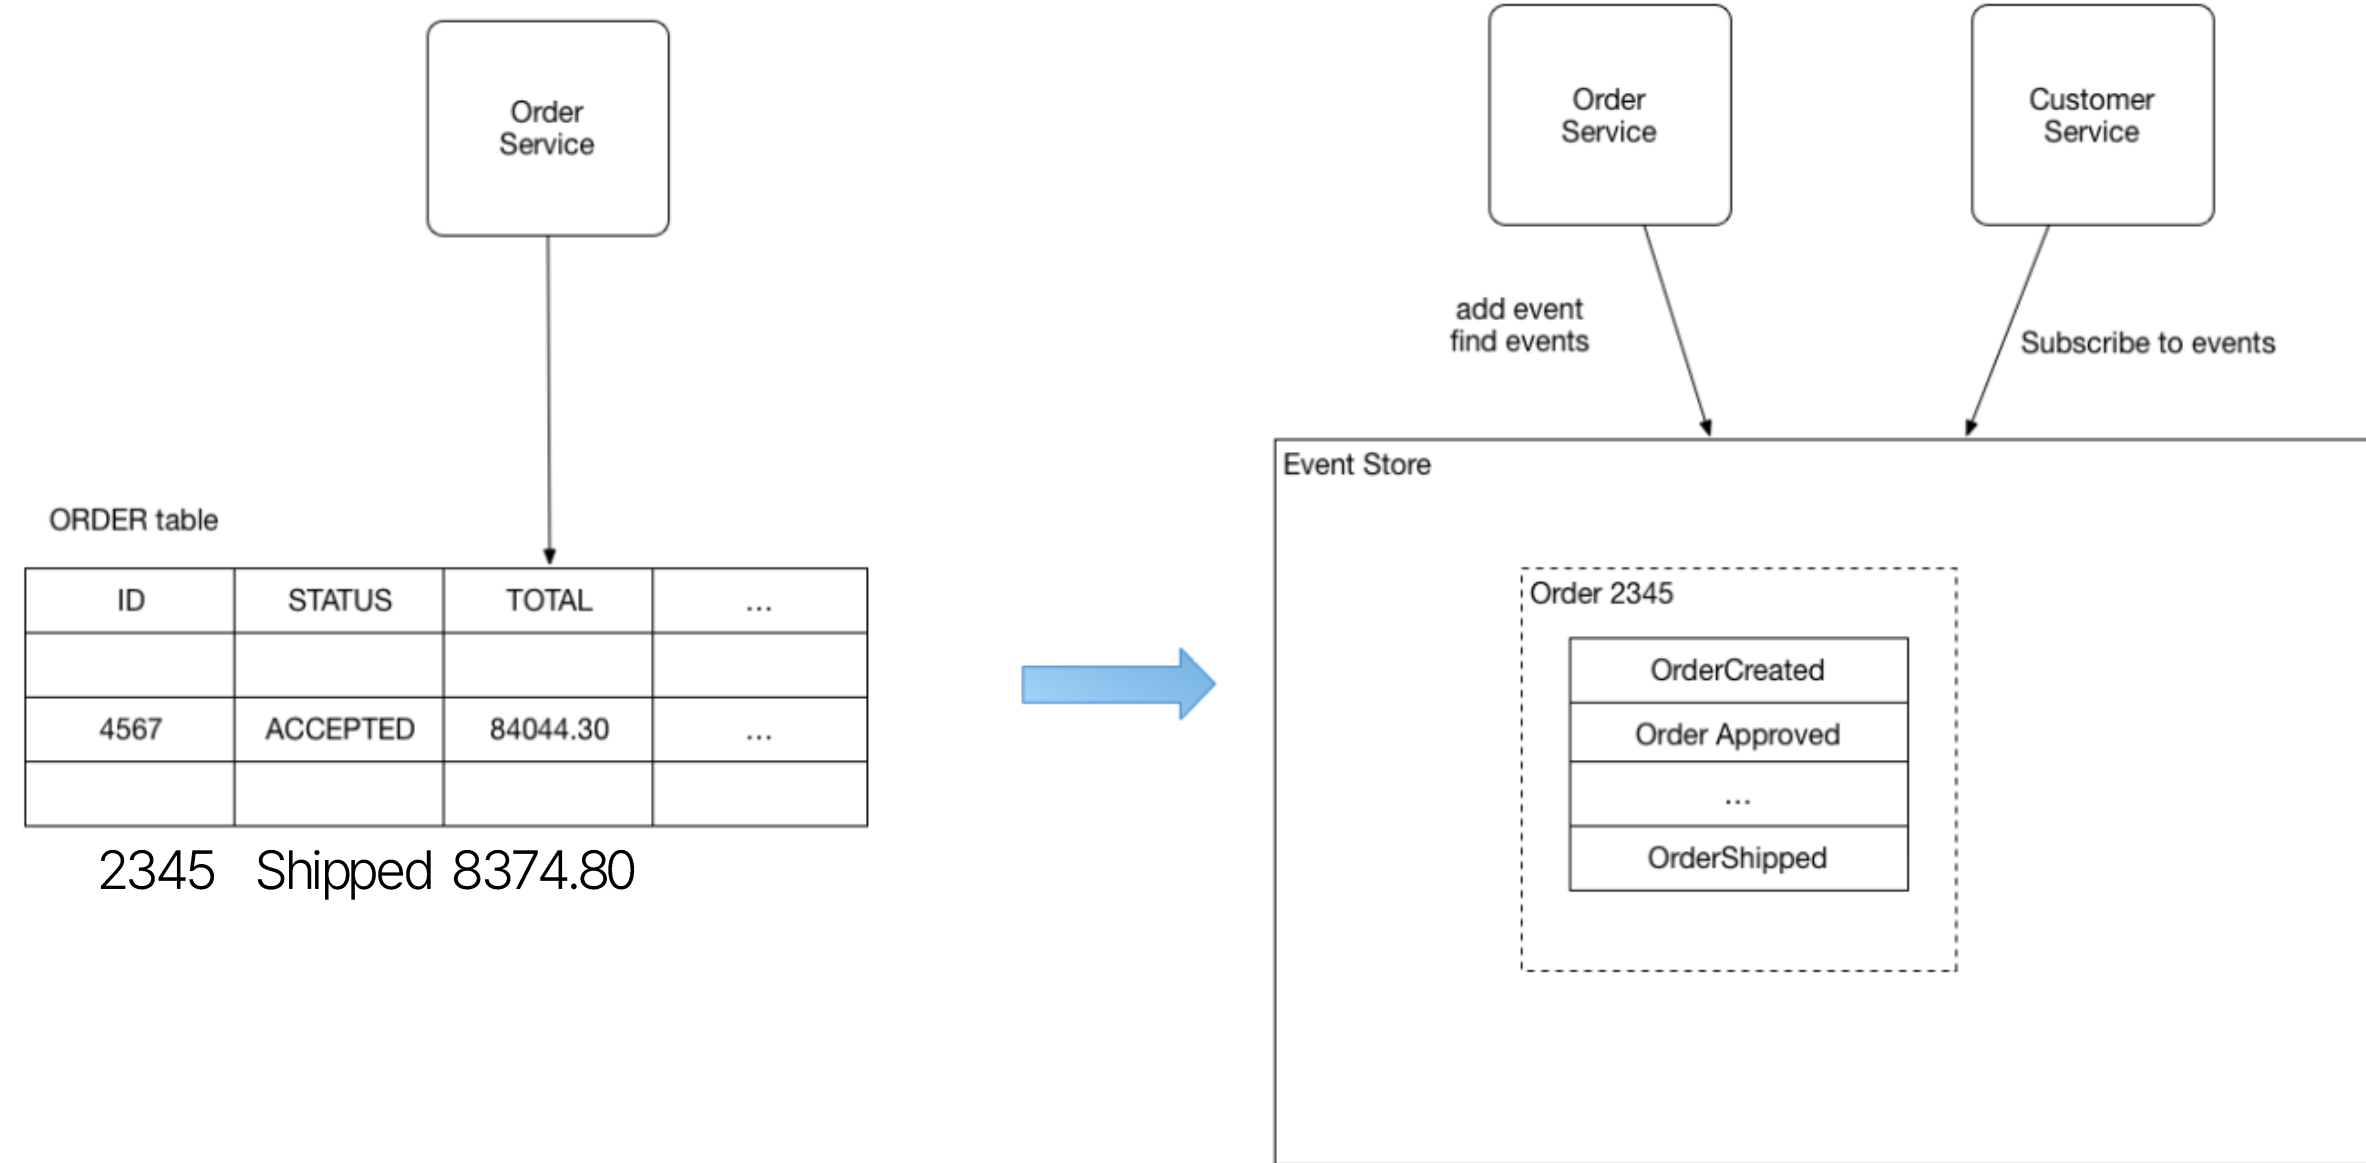 Order
Service
ORDER table
ID STATUS TOTAL ...
4567 ACCEPTED 84044.30 ...
2345 Shipped 8374.80
Order
Service
Customer
Service
add event
find events
Subscribe to events
Event Store
Order 2345
OrderCreated
Order Approved
...
OrderShipped